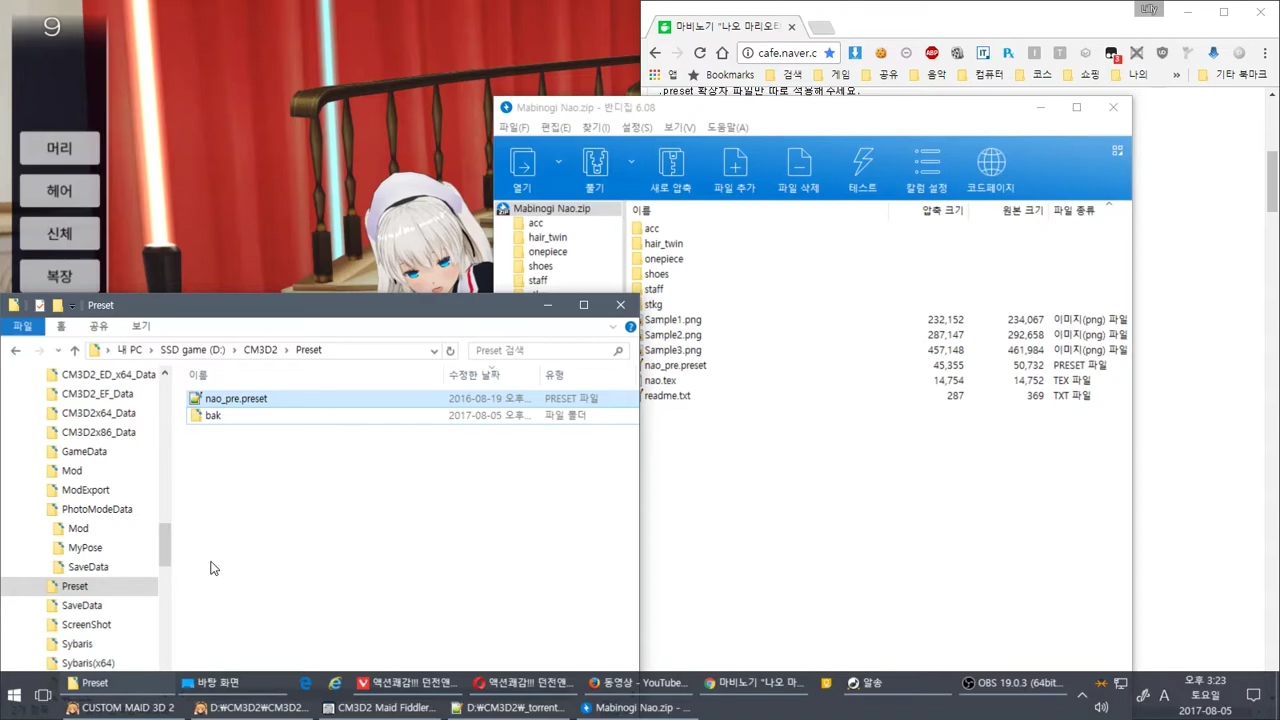 9
머리
헤어
신체
복장
Lilly
마비노기 "나오 마리오타
cafe.naver.c
앱 Bookmarks 검색 게임 공유 음악 컴퓨터 코스 쇼핑 나의 » 기타 북마크
.preset 확상자 파일만 따로 적용해수세요.
Mabinogi Nao.zip - 반디집 6.08
파일(F) 편집(E) 찾기(I) 설정(S) 보기(V) 도움말(A)
열기 풀기 새로 압축 파일 추가 파일 삭제 테스트 칼럼 설정 코드페이지
Mabinogi Nao.zip
acc
hair_twin
onepiece
shoes
staff
이름 압축 크기 원본 크기 파일 종류
acc
hair_twin
onepiece
shoes
staff
stkg
Sample1.png 232,152 234,067 이미지(png) 파일
Sample2.png 287,147 292,658 이미지(png) 파일
Sample3.png 457,148 461,984 이미지(png) 파일
nao_pre.preset 45,355 50,732 PRESET 파일
nao.tex 14,754 14,752 TEX 파일
readme.txt 287 369 TXT 파일
Preset
파일 홈 공유 보기
내 PC > SSD game (D:) > CM3D2 > Preset
Preset 검색
CM3D2_ED_x64_Data
CM3D2_EF_Data
CM3D2x64_Data
CM3D2x86_Data
GameData
Mod
ModExport
PhotoModeData
Mod
MyPose
SaveData
Preset
SaveData
ScreenShot
Sybaris
Sybaris(x64)
이름 수정한 날짜 유형
nao_pre.preset 2016-08-19 오후... PRESET 파일
bak 2017-08-05 오후... 파일 폴더
Preset 바탕 화면 액션쾌감!!! 던전앤... 액션쾌감!!! 던전앤... 동영상 - YouTube... 마비노기 "나오 마... 알송 OBS 19.0.3 (64bit...
CUSTOM MAID 3D 2 D:\CM3D2\CM3D2... CM3D2 Maid Fiddler... D:\CM3D2\_torrent... Mabinogi Nao.zip - ...
A
오후 3:23
토요일
2017-08-05